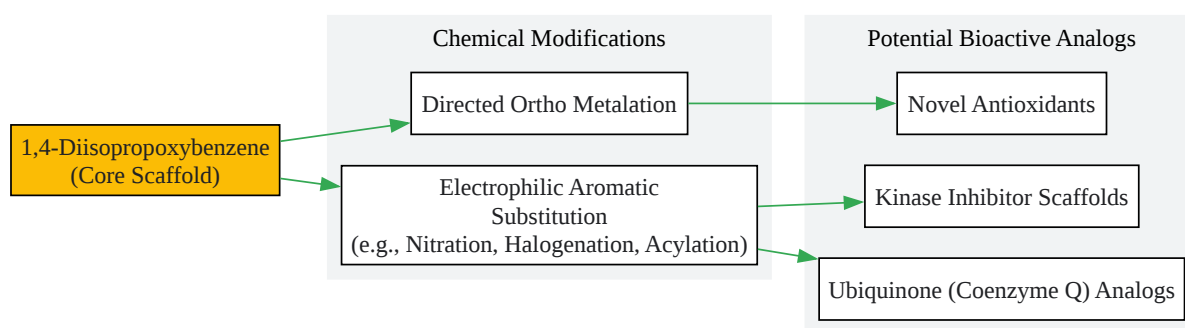 Chemical Modifications
Potential Bioactive Analogs
Directed Ortho Metalation
Novel Antioxidants
1,4-Diisopropoxybenzene
(Core Scaffold)
Electrophilic Aromatic
Substitution
(e.g., Nitration, Halogenation, Acylation)
Kinase Inhibitor Scaffolds
Ubiquinone (Coenzyme Q) Analogs